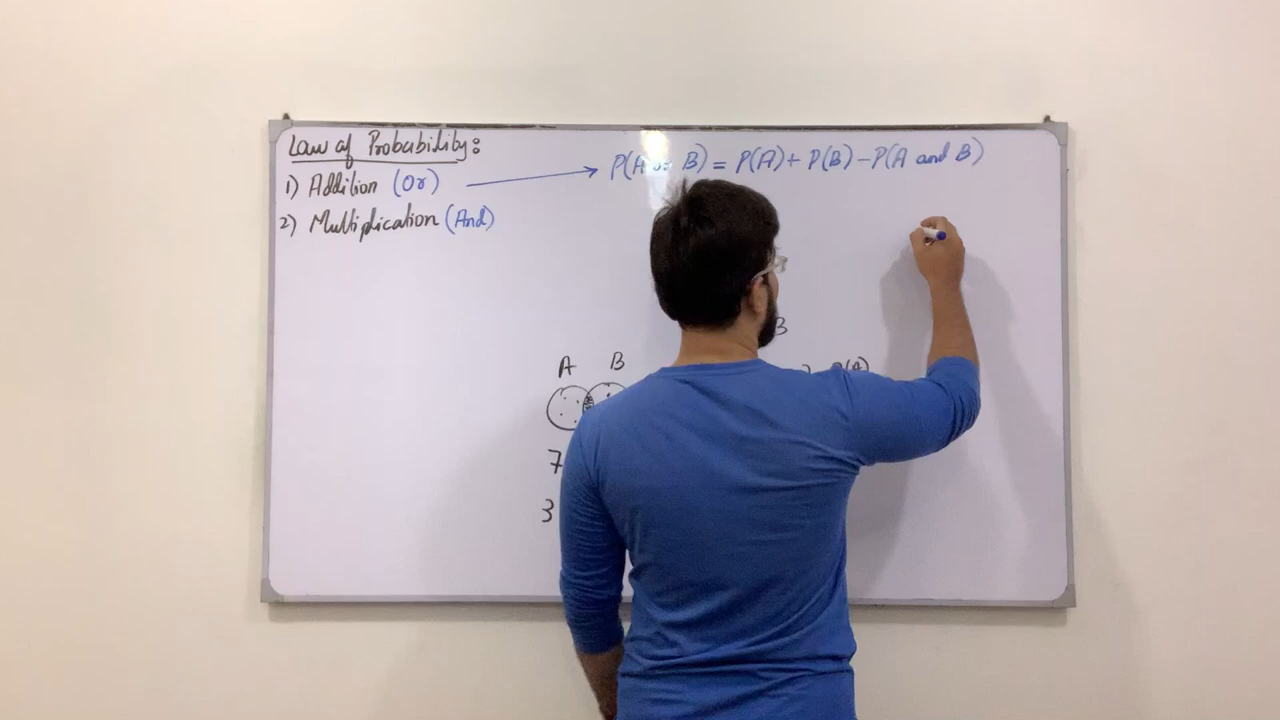 Law of Probability:
1) Addition (Or) → P(A or B) = P(A) + P(B) - P(A and B)
2) Multiplication (And)
B
A B
P(A)
7
3